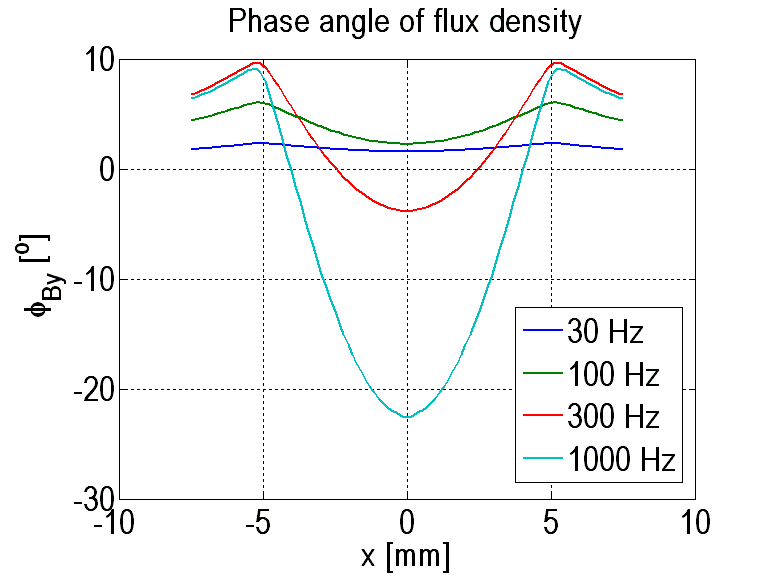 Phase angle of flux density
10
0
-10
-20
-30
-10
-5
0
5
10
x [mm]
ϕBy [º]
30 Hz
100 Hz
300 Hz
1000 Hz